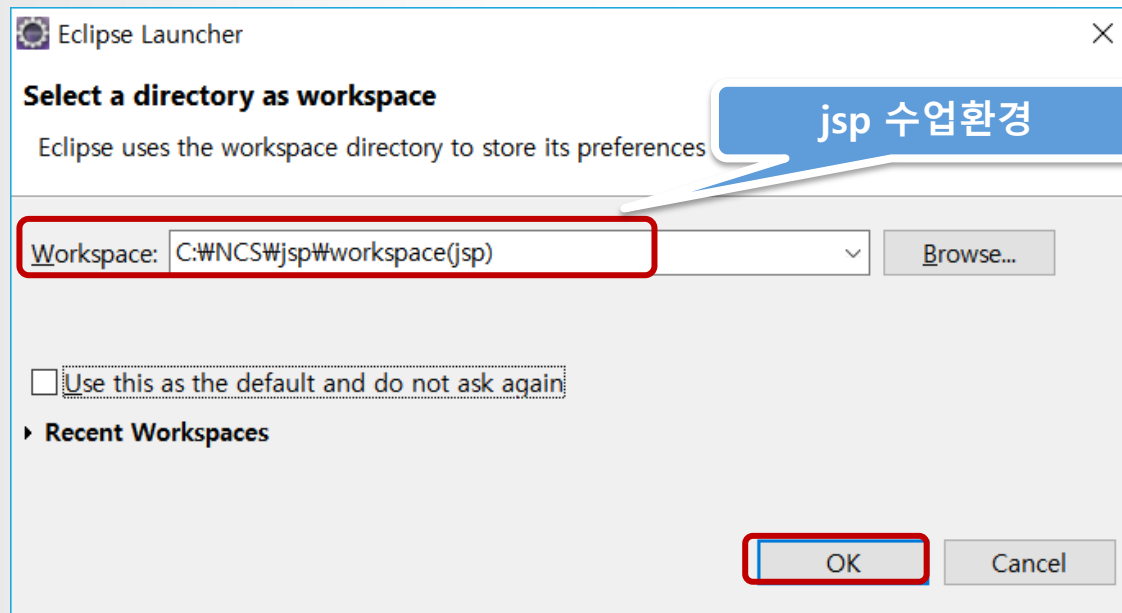 Eclipse Launcher
Select a directory as workspace
jsp 수업환경
Eclipse uses the workspace directory to store its preferences
Workspace: C:₩NCS₩jsp₩workspace(jsp) Browse...
Use this as the default and do not ask again
Recent Workspaces
OK Cancel